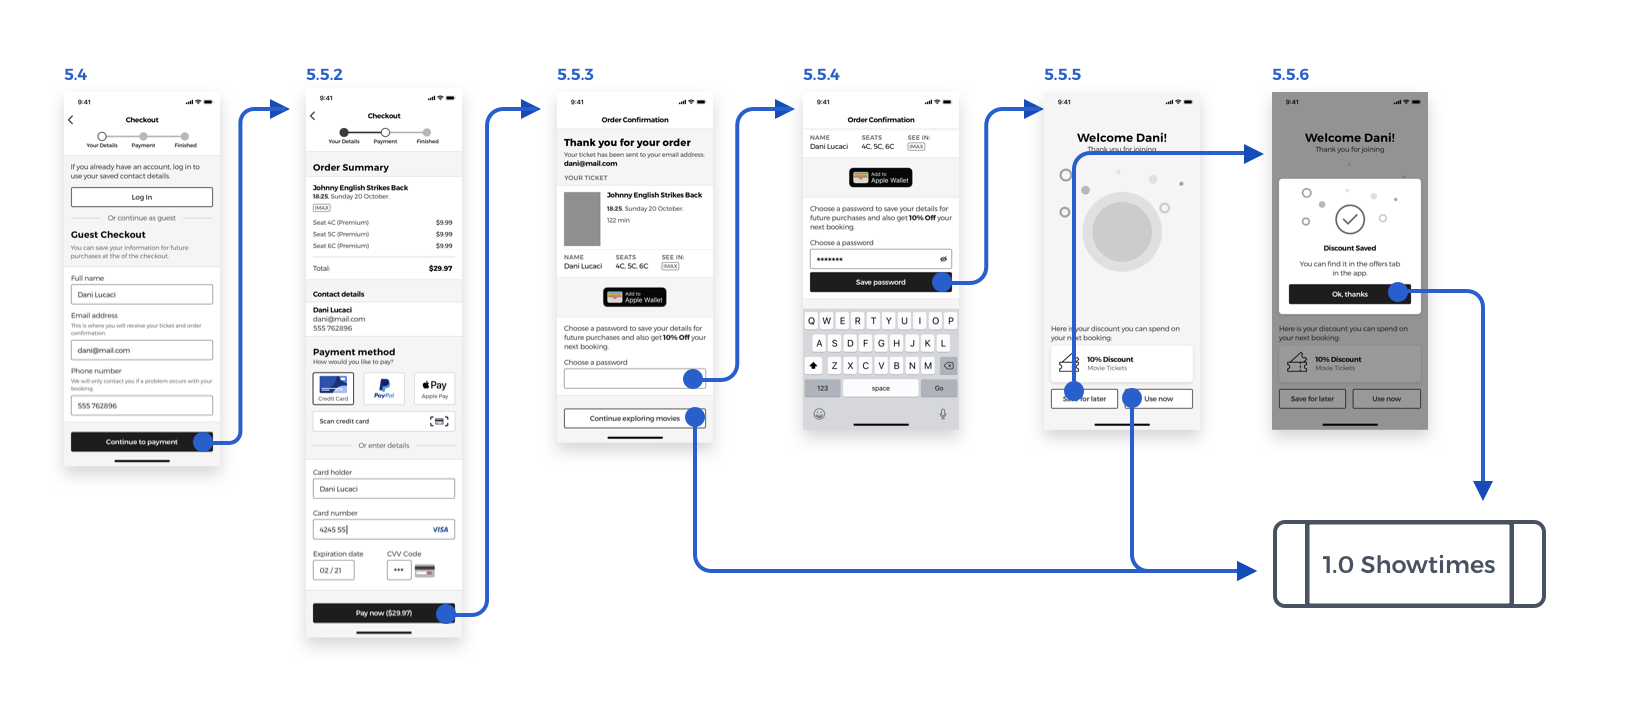 5.4
9:41
Checkout
Your Details
Payment
Finished
If you already have an account, log in to
use your saved contact details.
Log In
Or continue as guest
Guest Checkout
You can save your information for future
purchases at the of the checkout.
Full name
Dani Lucaci
Email address
This is where you will receive your ticket and order
confirmation.
dani@mail.com
Phone number
We will only contact you if a problem occurs with your
booking.
555 762896
Continue to payment
5.5.2
9:41
Checkout
Your Details
Payment
Finished
Order Summary
Johnny English Strikes Back
18:25, Sunday 20 October.
IMAX
Seat 4C (Premium) $9.99
Seat 5C (Premium) $9.99
Seat 6C (Premium) $9.99
Total: $29.97
Contact details
Dani Lucaci
dani@mail.com
555 762896
Payment method
How would you like to pay?
Credit Card
PayPal
PayPal
Pay
Apple Pay
Scan credit card
Or enter details
Card holder
Dani Lucaci
Card number
4245 55
VISA
Expiration date
CVV Code
02 / 21
***
Pay now ($29.97)
5.5.3
9:41
Order Confirmation
Thank you for your order
Your ticket has been sent to your email address:
dani@mail.com
YOUR TICKET
Johnny English Strikes Back
18:25, Sunday 20 October.
122 min
NAME SEATS SEE IN:
Dani Lucaci 4C, 5C, 6C IMAX
Add to
Apple Wallet
Choose a password to save your details for
future purchases and also get 10% Off your
next booking.
Choose a password
Continue exploring movies
5.5.4
9:41
Order Confirmation
NAME SEATS SEE IN:
Dani Lucaci 4C, 5C, 6C IMAX
Add to
Apple Wallet
Choose a password to save your details for
future purchases and also get 10% Off your
next booking.
Choose a password
*******
Save password
Q W E R T Y U I O P
A S D F G H J K L
Z X C V B N M
123 space Go
5.5.5
9:41
Welcome Dani!
Thank you for joining
Here is your discount you can spend on
your next booking:
10% Discount
Movie Tickets
Save for later
Use now
5.5.6
9:41
Welcome Dani!
Thank you for joining
Discount Saved
You can find it in the offers tab
in the app.
Ok, thanks
Here is your discount you can spend on
your next booking:
10% Discount
Movie Tickets
Save for later
Use now
1.0 Showtimes